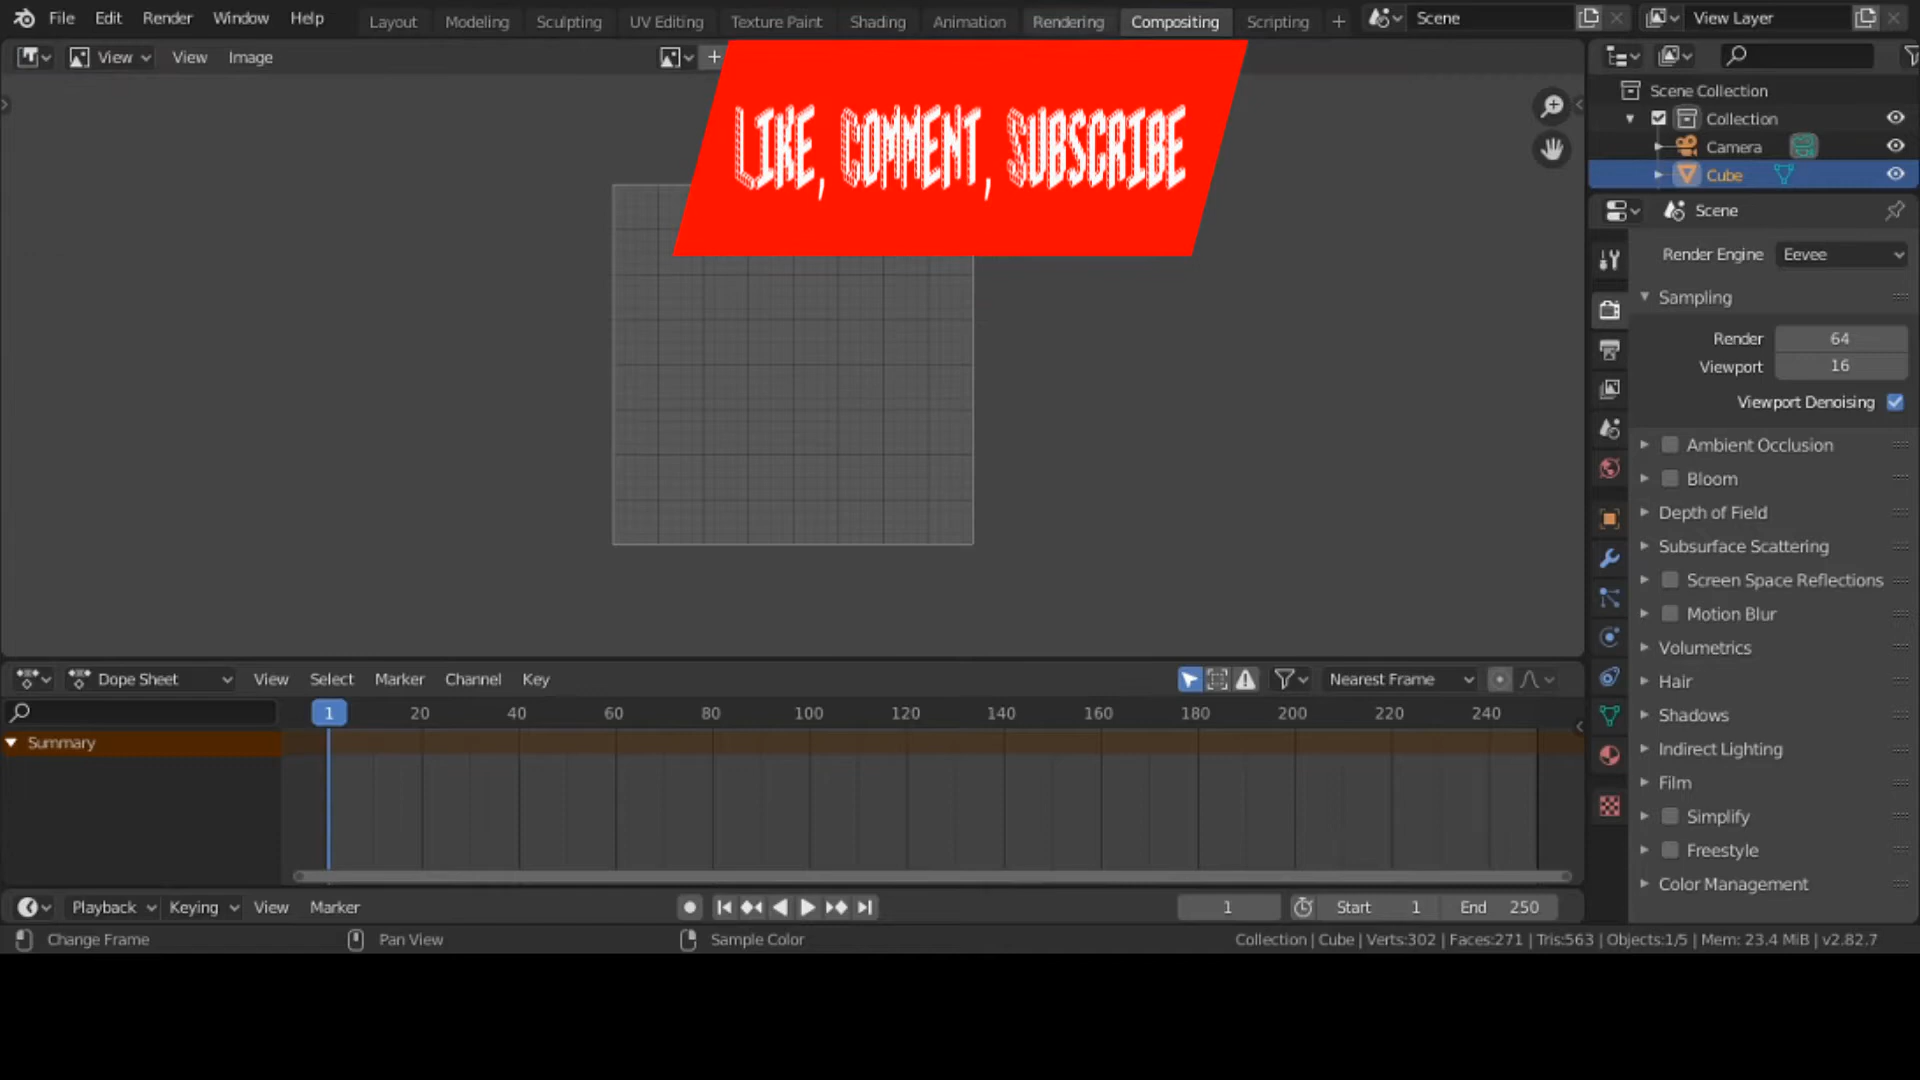 File Edit Render Window Help Layout Modeling Sculpting UV Editing Texture Paint Shading Animation Rendering Compositing Scripting + Scene View Layer
View View Image +
LIKE, COMMENT, SUBSCRIBE
Scene Collection
Collection
Camera
Cube
Scene
Render Engine Eevee
Sampling
Render 64
Viewport 16
Viewport Denoising
Ambient Occlusion
Bloom
Depth of Field
Subsurface Scattering
Screen Space Reflections
Motion Blur
Volumetrics
Hair
Shadows
Indirect Lighting
Film
Simplify
Freestyle
Color Management
Dope Sheet View Select Marker Channel Key Nearest Frame
1 20 40 60 80 100 120 140 160 180 200 220 240
Summary
Playback Keying View Marker 1 Start 1 End 250
Change Frame Pan View Sample Color Collection | Cube | Verts:302 | Faces:271 | Tris:563 | Objects:1/5 | Mem: 23.4 MiB | v2.82.7